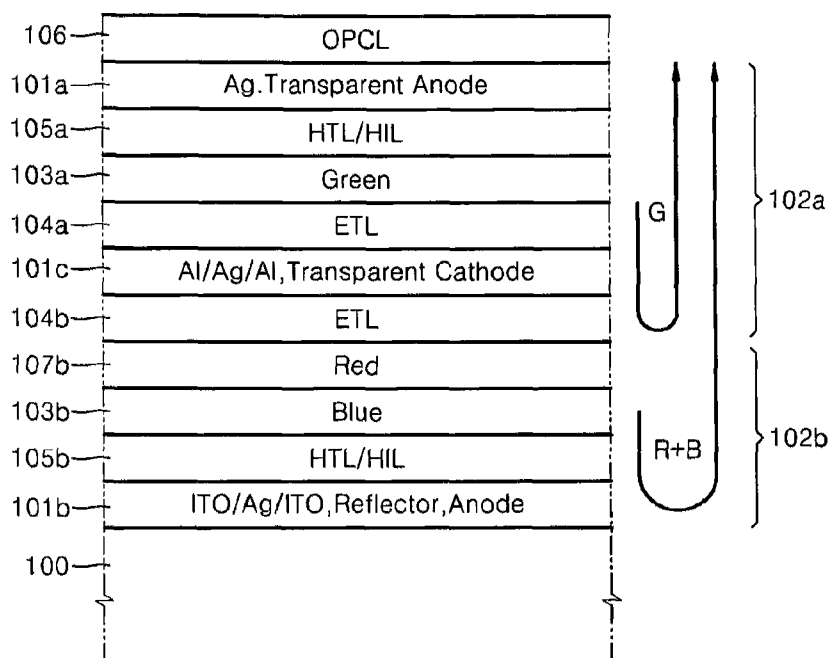 106 OPCL
101a Ag.Transparent Anode
105a HTL/HIL
103a Green
104a ETL
101c Al/Ag/Al,Transparent Cathode
104b ETL
107b Red
103b Blue
105b HTL/HIL
101b ITO/Ag/ITO,Reflector,Anode
100
G
102a
R+B
102b